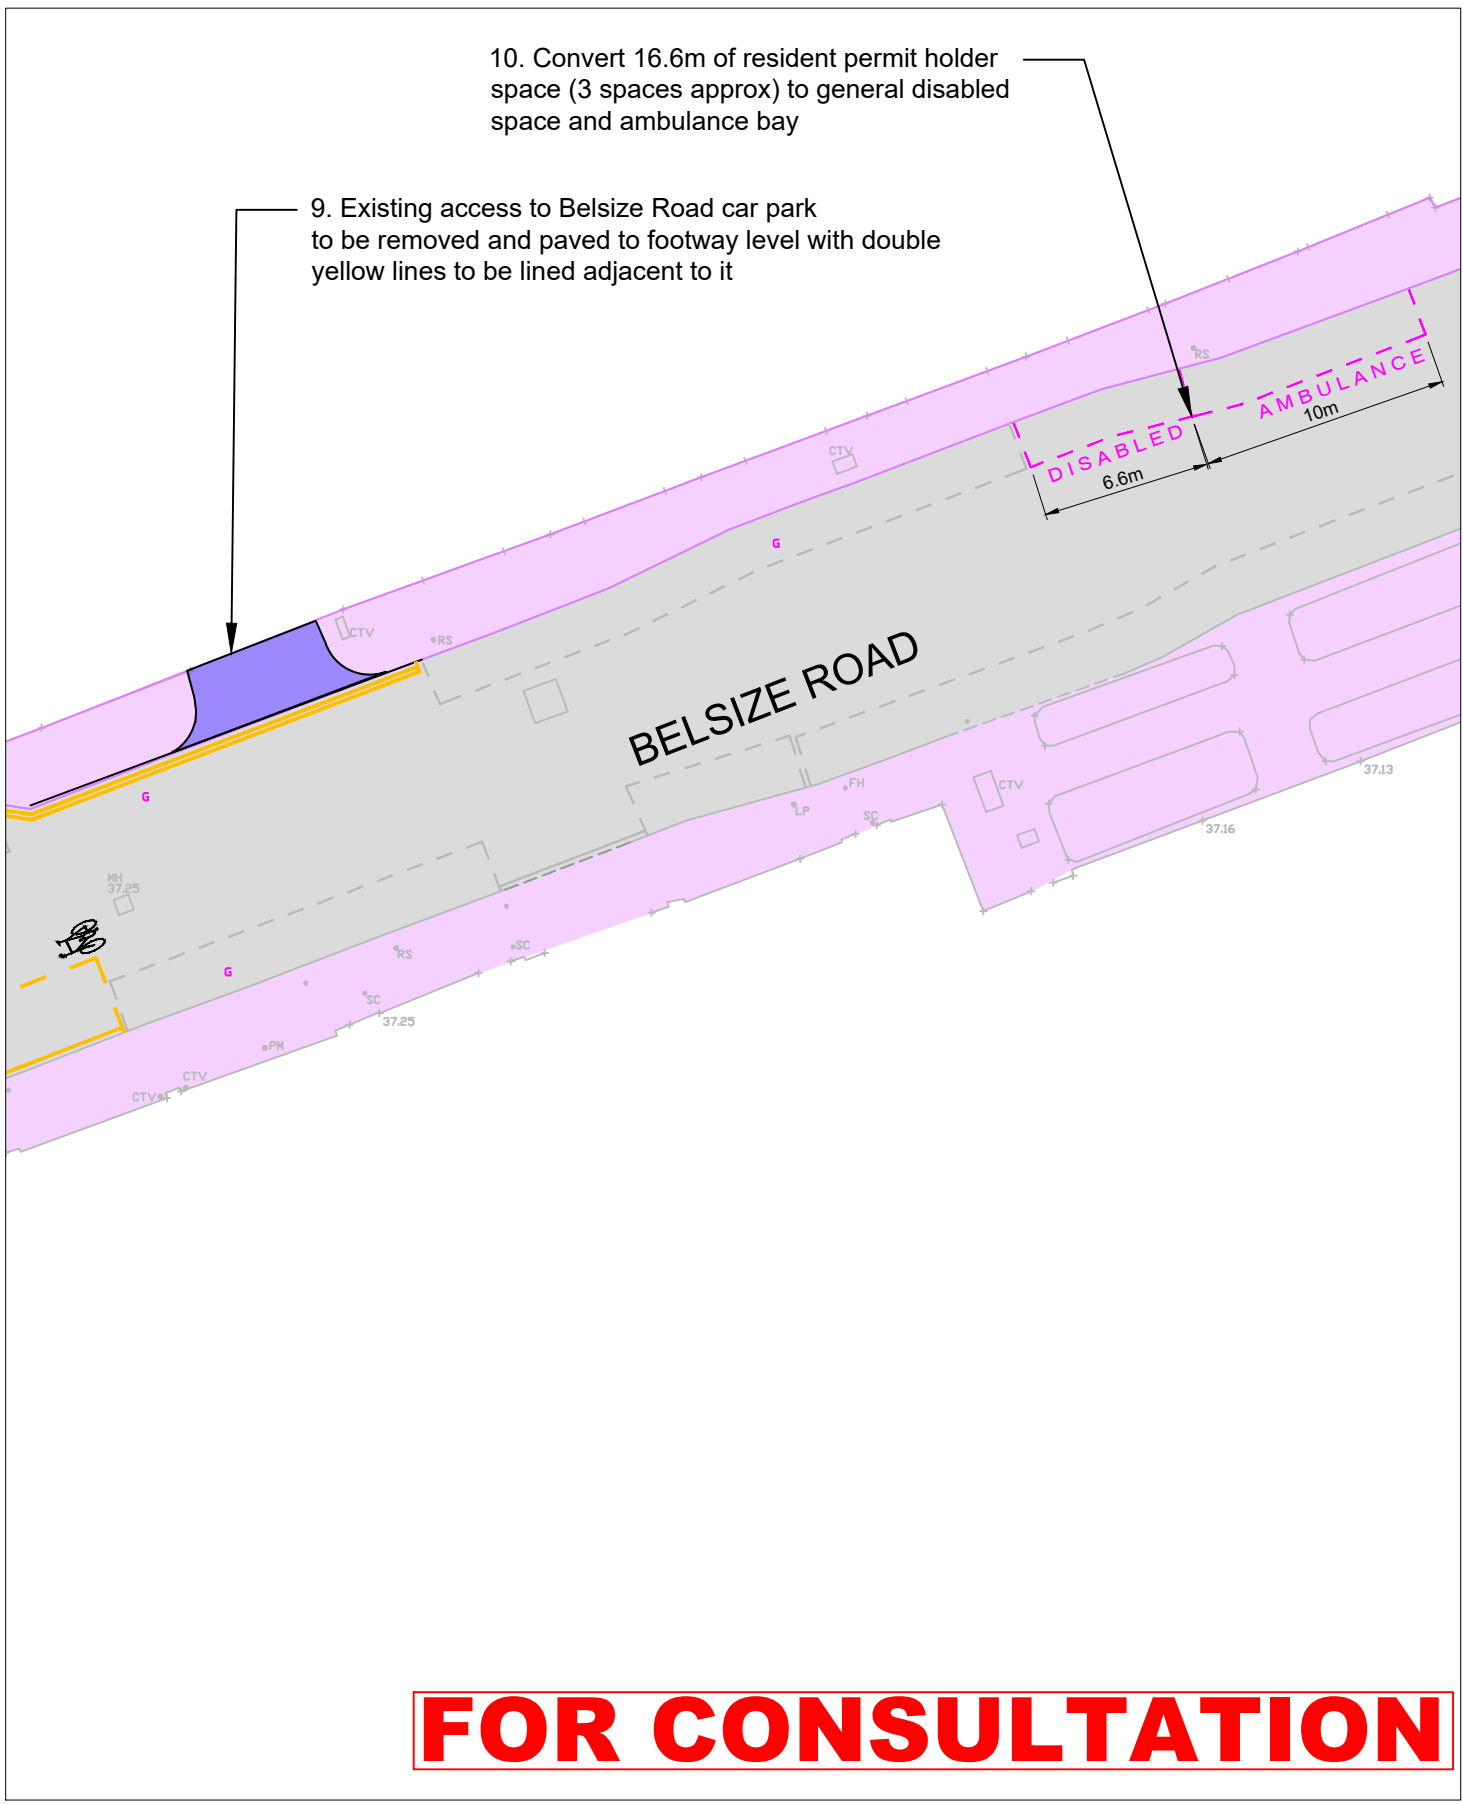 10. Convert 16.6m of resident permit holder
space (3 spaces approx) to general disabled
space and ambulance bay
9. Existing access to Belsize Road car park
to be removed and paved to footway level with double
yellow lines to be lined adjacent to it
RS
AMBULANCE
10m
DISABLED
6.6m
CTV
G
CTV
RS
BELSIZE ROAD
G
37.13
CTV
FH
LP
SC
37.16
MH
37.25
RS
SC
G
SC
37.25
PM
CTV
CTV
FOR CONSULTATION